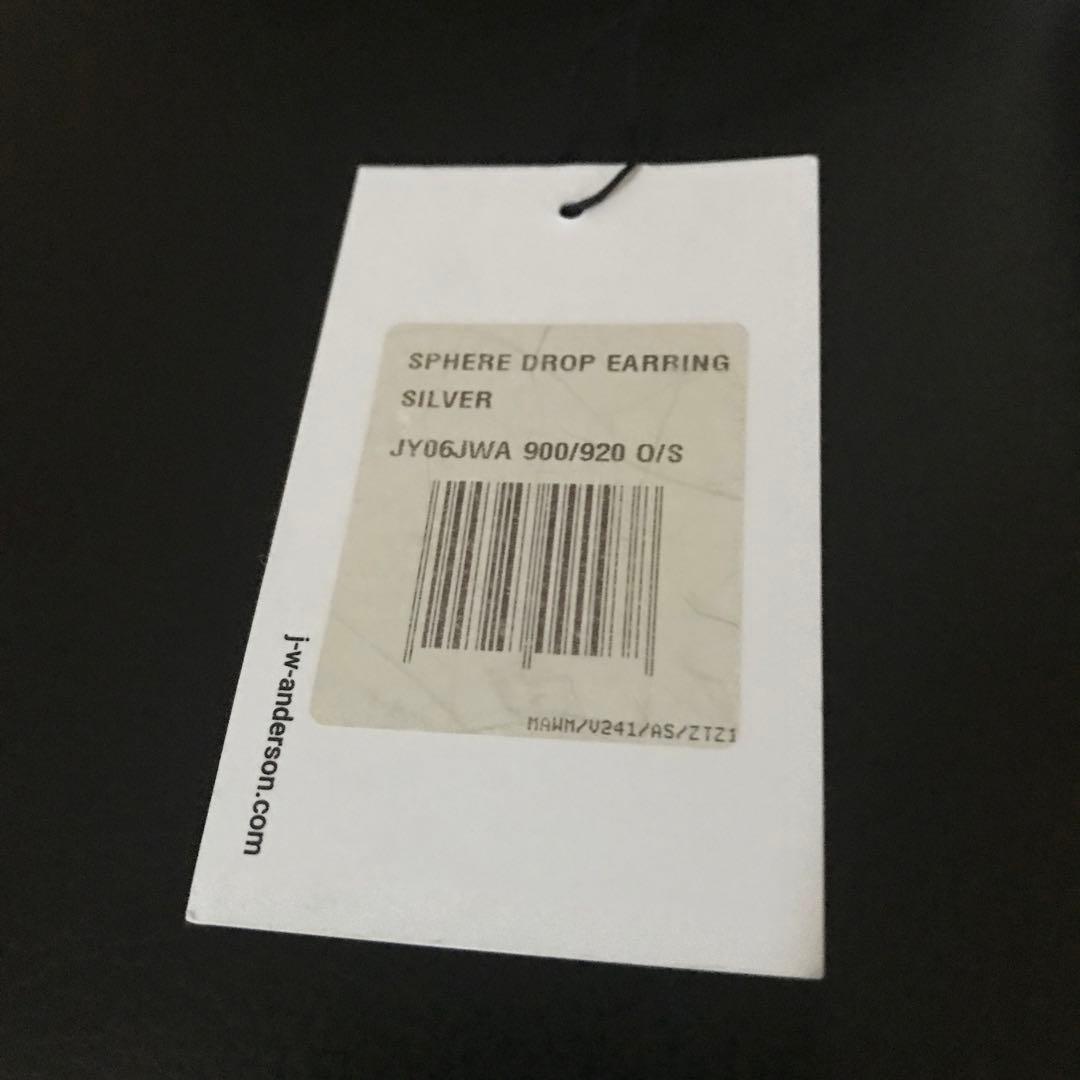 SPHERE DROP EARRING
SILVER
JY06JWA 900/920 O/S
MAWM/V241/AS/ZTZ1
j-w-anderson.com